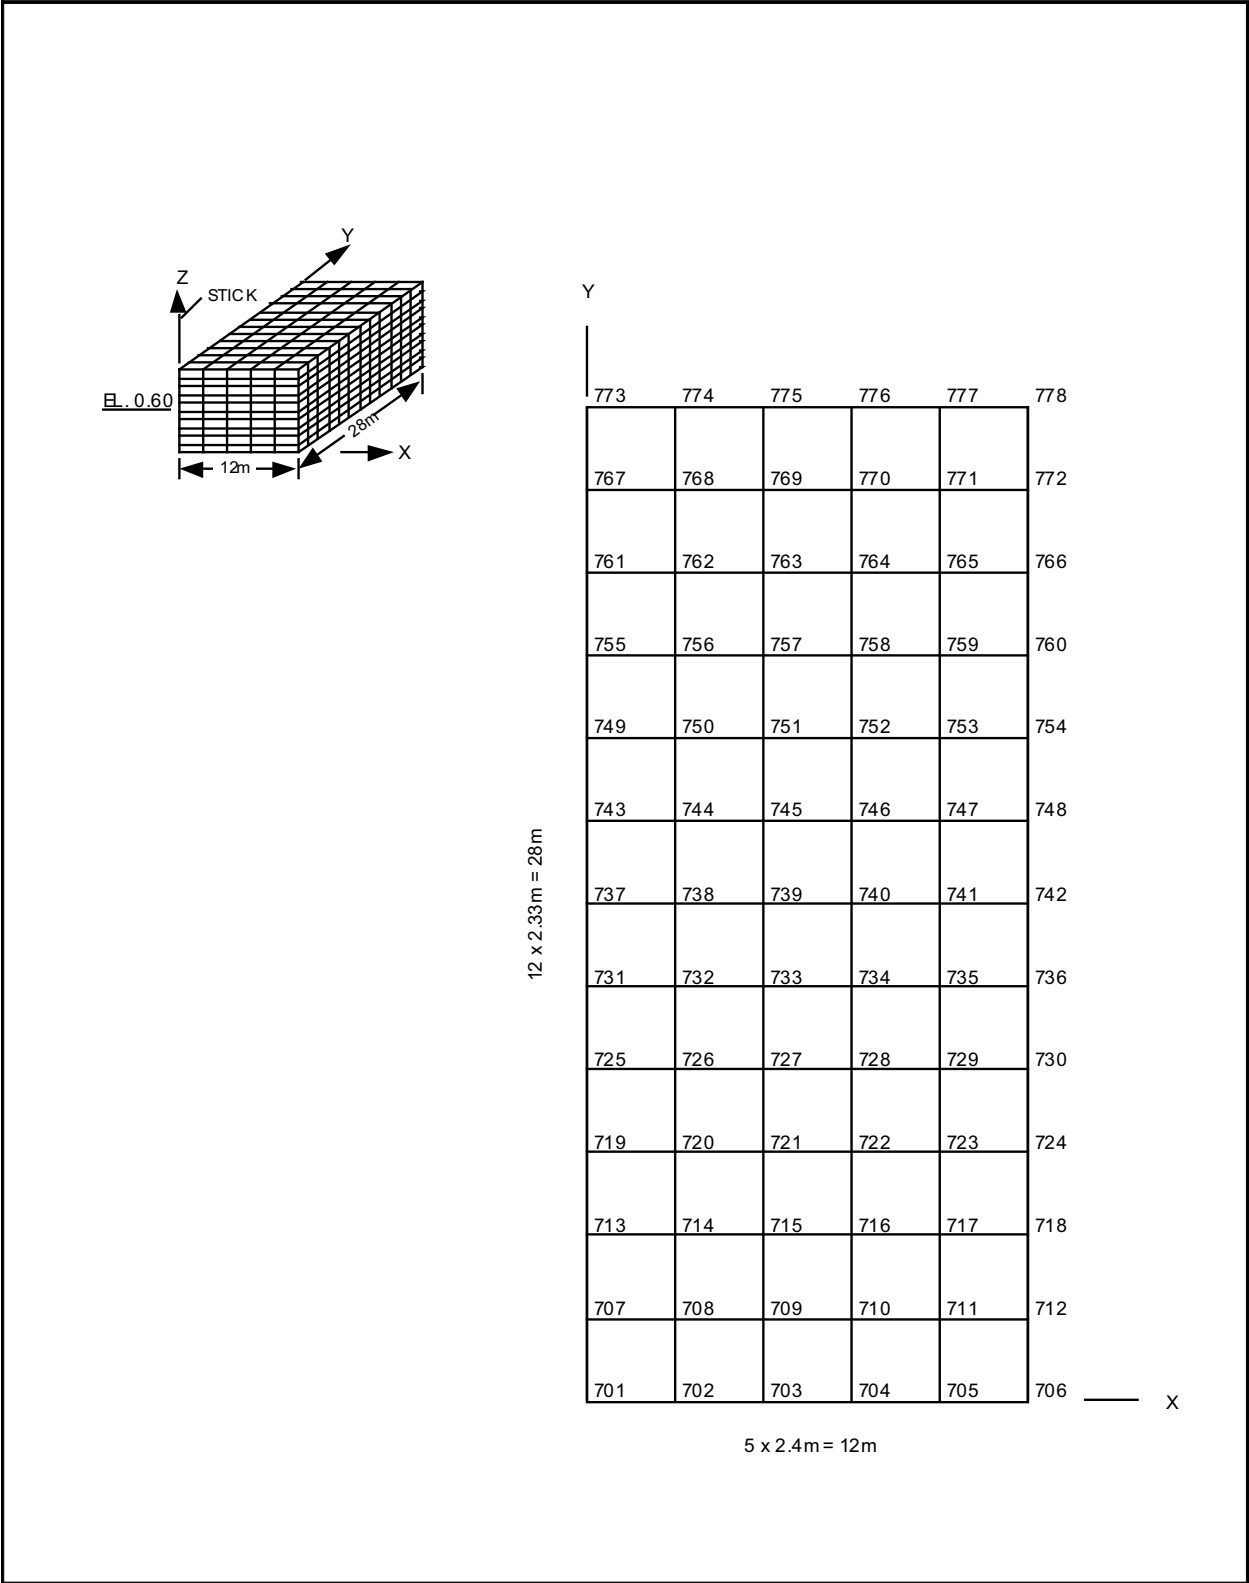 Y
Z
STICK
EL. 0.60
28m
X
12m
Y
773 774 775 776 777 778
767 768 769 770 771 772
761 762 763 764 765 766
755 756 757 758 759 760
749 750 751 752 753 754
743 744 745 746 747 748
12 x 2.33m = 28m
737 738 739 740 741 742
731 732 733 734 735 736
725 726 727 728 729 730
719 720 721 722 723 724
713 714 715 716 717 718
707 708 709 710 711 712
701 702 703 704 705 706
X
5 x 2.4m = 12m